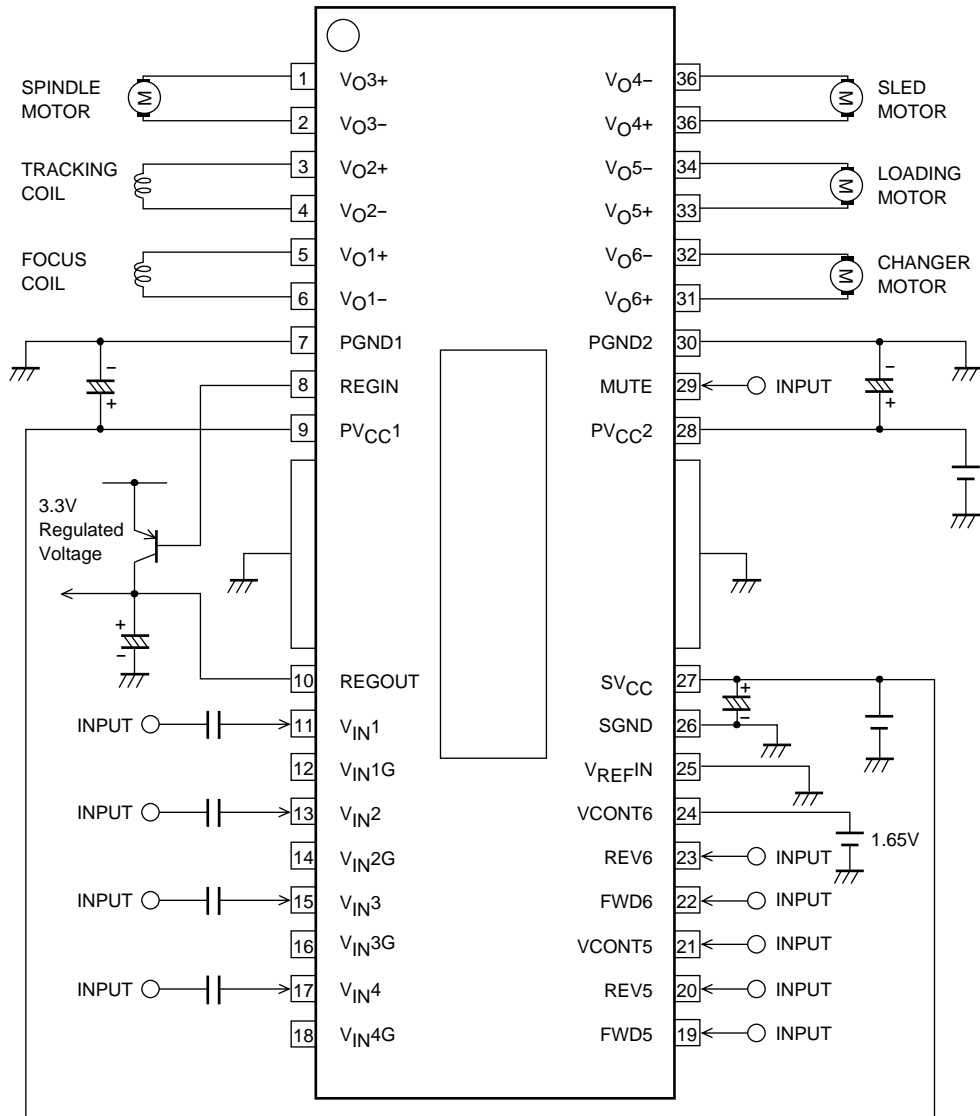 SPINDLE
MOTOR
1 VO3+
2 VO3–
TRACKING
COIL
3 VO2+
4 VO2–
FOCUS
COIL
5 VO1+
6 VO1–
7 PGND1
8 REGIN
9 PVCC1
–
+
3.3V
Regulated
Voltage
+
–
10 REGOUT
INPUT 11 VIN1
12 VIN1G
INPUT 13 VIN2
14 VIN2G
INPUT 15 VIN3
16 VIN3G
INPUT 17 VIN4
18 VIN4G
M
VO4– 36
VO4+ 36
M
SLED
MOTOR
VO5– 34
VO5+ 33
M
LOADING
MOTOR
VO6– 32
VO6+ 31
M
CHANGER
MOTOR
PGND2 30
MUTE 29 INPUT
PVCC2 28
–
+
SVCC 27
+
–
SGND 26
VREFIN 25
VCONT6 24
1.65V
REV6 23 INPUT
FWD6 22 INPUT
VCONT5 21 INPUT
REV5 20 INPUT
FWD5 19 INPUT